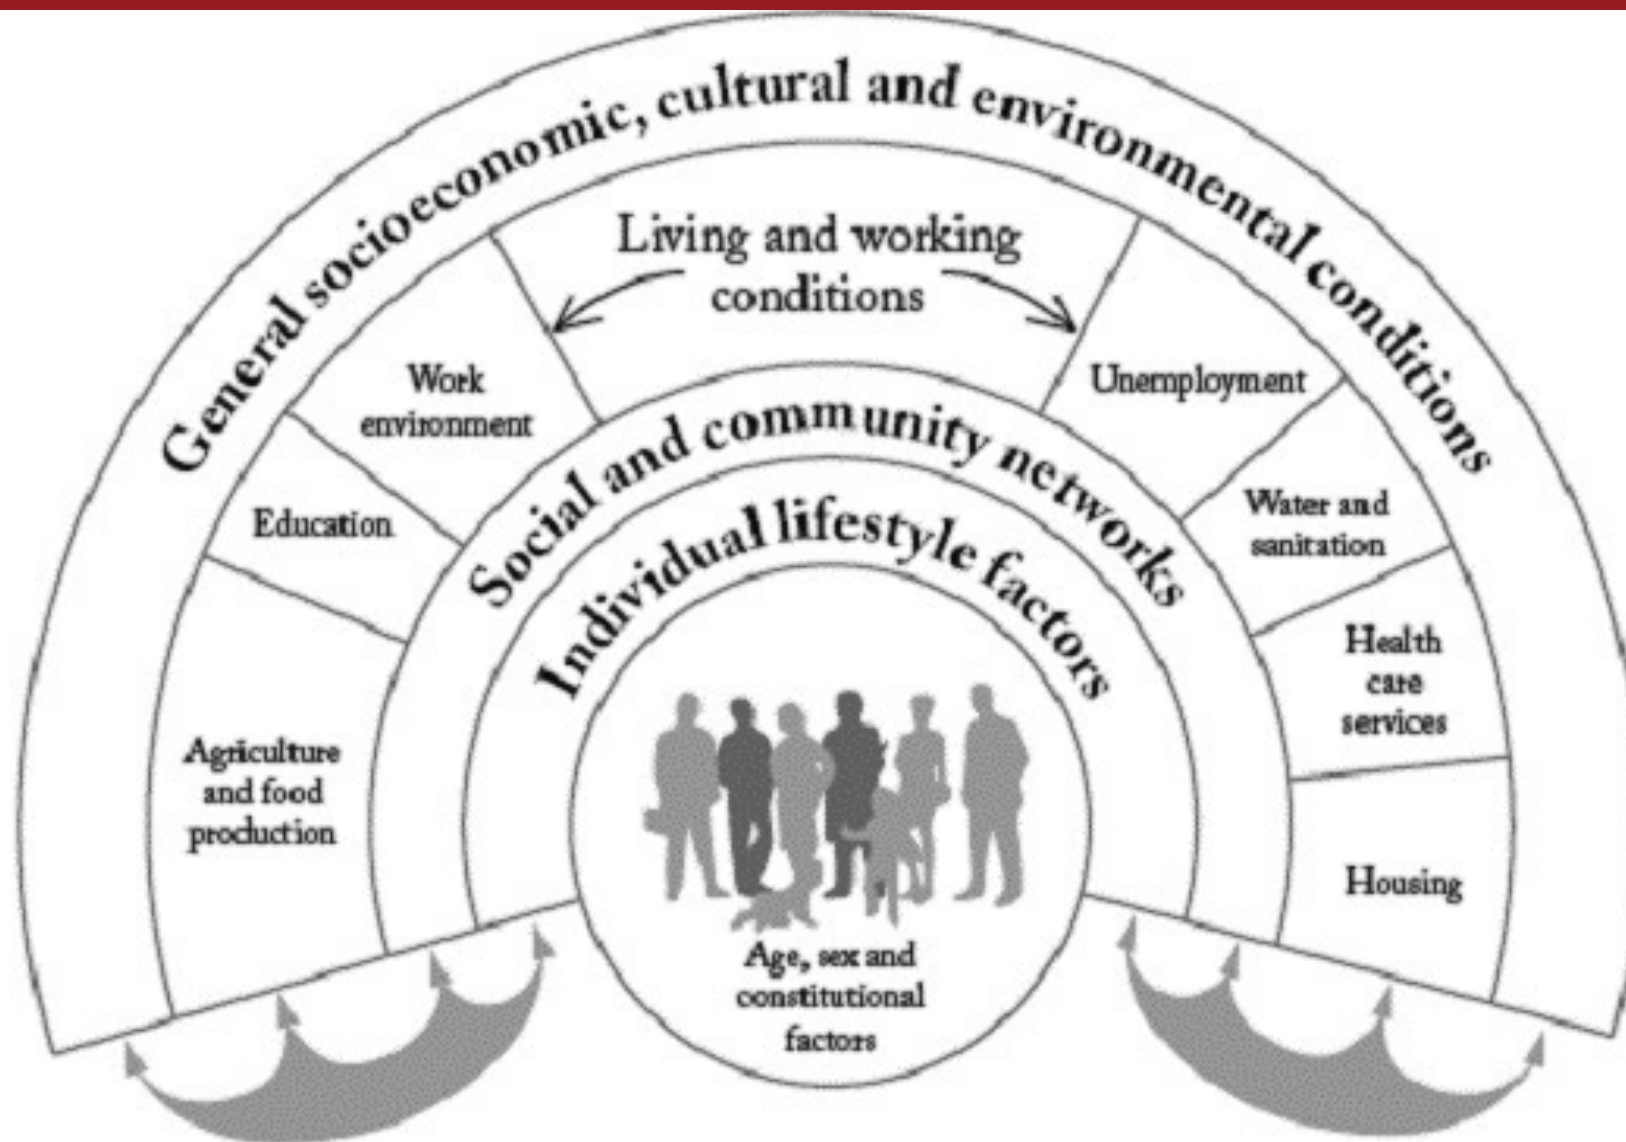 General socioeconomic, cultural and environmental conditions
Living and working
conditions
Work
environment
Unemployment
Education
Water and
sanitation
Agriculture
and food
production
Health
care
services
Housing
Social and community networks
Individual lifestyle factors
Age, sex and
constitutional
factors